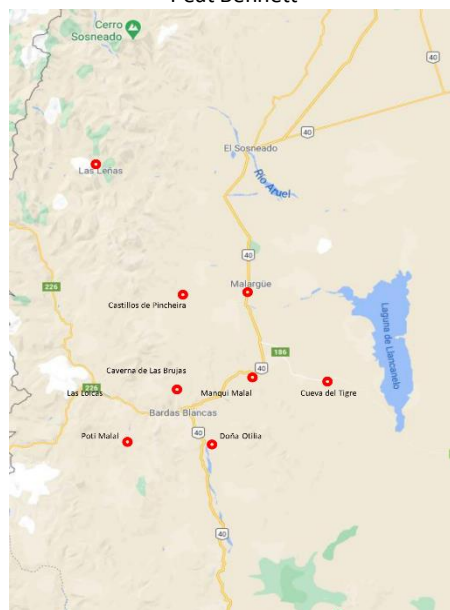 Peat Bennett
Cerro
Sosneado
40
40
El Sosneado
Las Leñas
Río Atuel
40
226
Malargüe
Castillos de Pincheira
Laguna de Llancanelo
186
Caverna de Las Brujas
40
226
Las Loicas
Manqui Malal
Cueva del Tigre
Bardas Blancas
40
Poti Malal
Doña Otilia
40